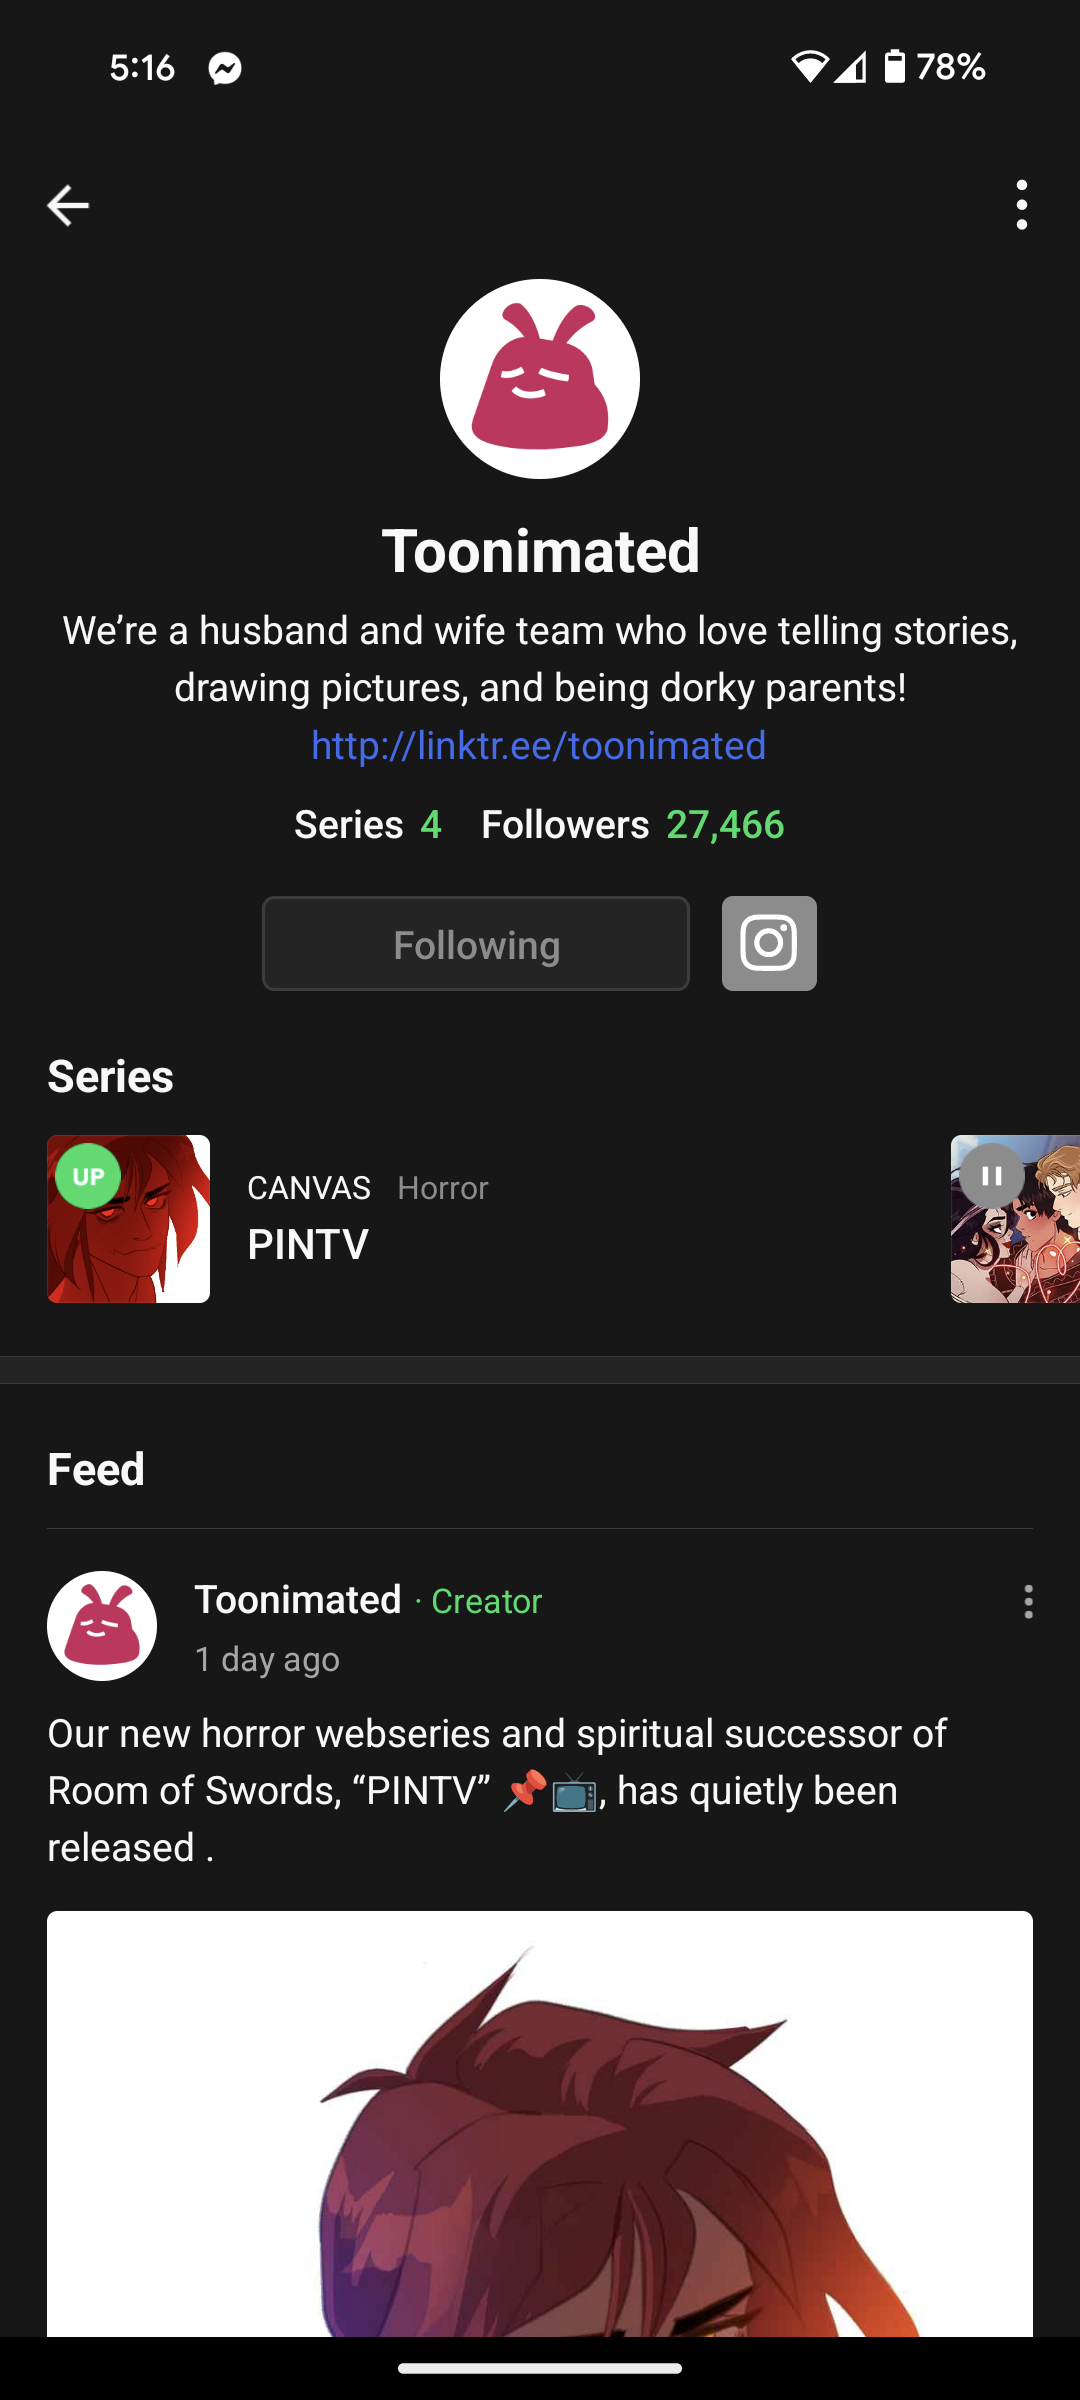 5:16
78%
Toonimated
We’re a husband and wife team who love telling stories,
drawing pictures, and being dorky parents!
http://linktr.ee/toonimated
Series 4 Followers 27,466
Following
Series
UP
CANVAS Horror
PINTV
Feed
Toonimated · Creator
1 day ago
Our new horror webseries and spiritual successor of
Room of Swords, “PINTV” 📌📺, has quietly been
released .